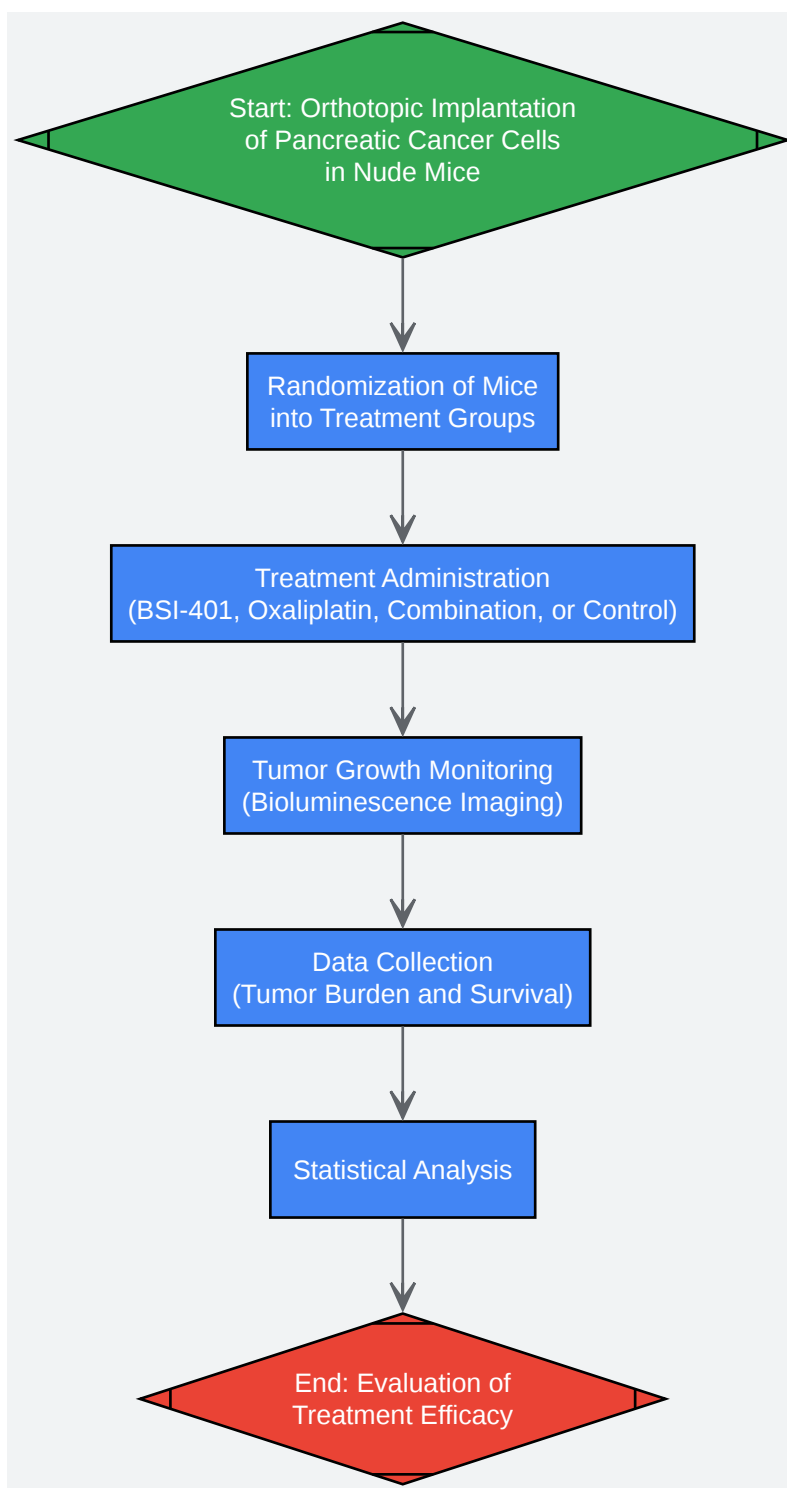 Start: Orthotopic Implantation
of Pancreatic Cancer Cells
in Nude Mice
Randomization of Mice
into Treatment Groups
Treatment Administration
(BSI-401, Oxaliplatin, Combination, or Control)
Tumor Growth Monitoring
(Bioluminescence Imaging)
Data Collection
(Tumor Burden and Survival)
Statistical Analysis
End: Evaluation of
Treatment Efficacy